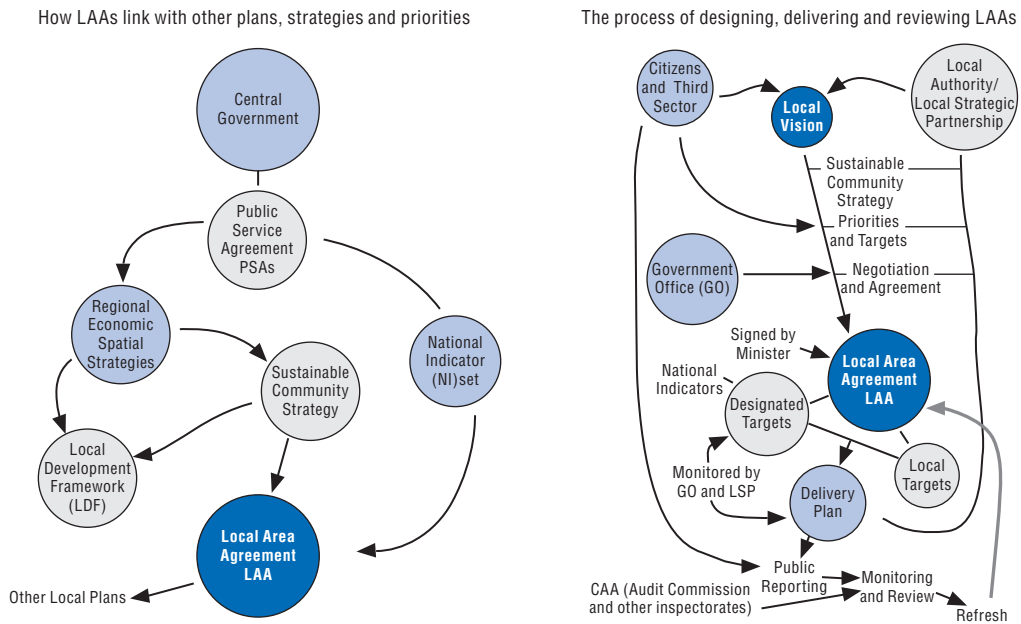 How LAAs link with other plans, strategies and priorities
Central
Government
Public
Service
Agreement
PSAs
Regional
Economic
Spatial
Strategies
National
Indicator
(NI)set
Sustainable
Community
Strategy
Local
Development
Framework
(LDF)
Local Area
Agreement
LAA
Other Local Plans
The process of designing, delivering and reviewing LAAs
Citizens
and Third
Sector
Local
Vision
Local
Authority/
Local Strategic
Partnership
Sustainable
Community
Strategy
Priorities
and Targets
Government
Office (GO)
Negotiation
and Agreement
Signed by
Minister
Local Area
Agreement
LAA
National
Indicators
Designated
Targets
Local
Targets
Monitored by
GO and LSP
Delivery
Plan
Public
Reporting
CAA (Audit Commission
and other inspectorates)
Monitoring
and Review
Refresh